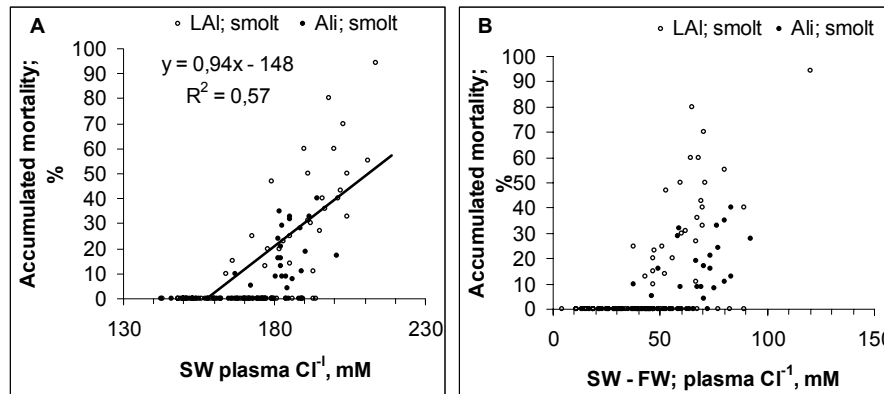 A
LAl; smolt
Ali; smolt
y = 0,94x - 148
R² = 0,57
Accumulated mortality;
%
100
90
80
70
60
50
40
30
20
10
0
130
180
230
SW plasma Cl⁻ˡ, mM
B
LAl; smolt
Ali; smolt
Accumulated mortality;
%
100
90
80
70
60
50
40
30
20
10
0
0
50
100
150
SW - FW; plasma Cl⁻¹, mM